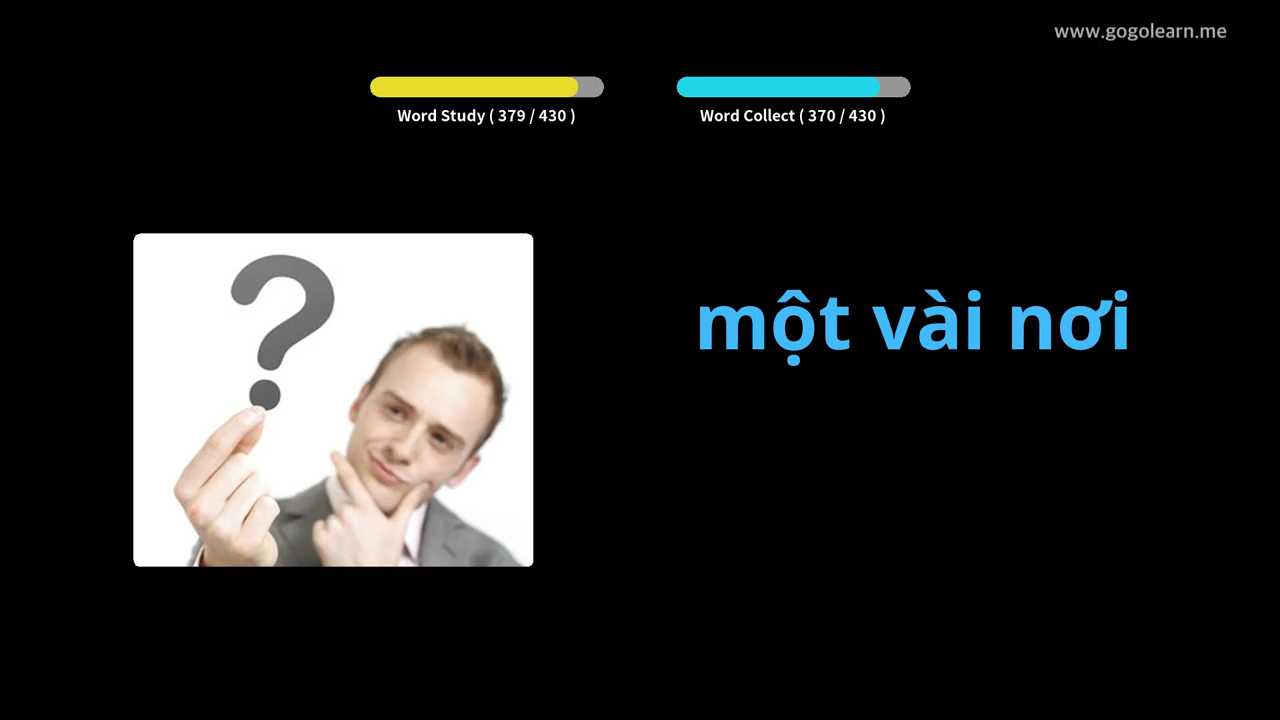 www.gogolearn.me
Word Study ( 379 / 430 )
Word Collect ( 370 / 430 )
một vài nơi
?